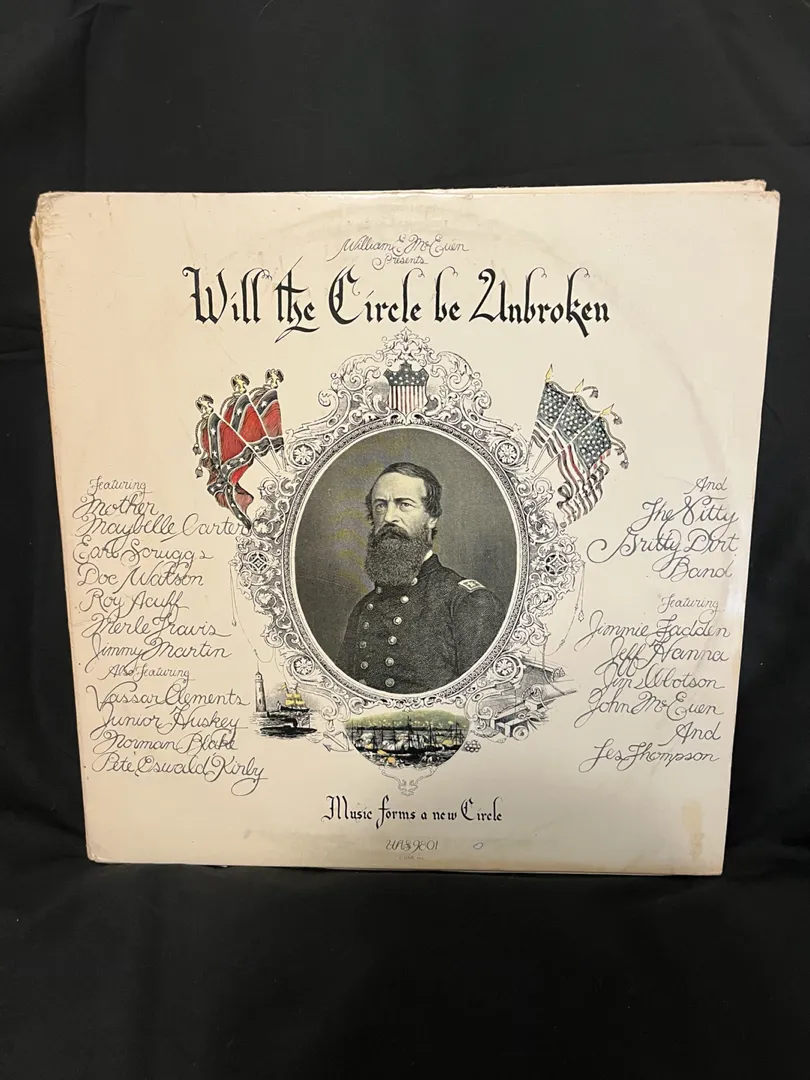 William E. McEuen
Presents
Will the Circle be Unbroken
Featuring
Mother
Maybelle Carter
Earl Scruggs
Doc Watson
Roy Acuff
Merle Travis
Jimmy Martin
Also featuring
Vassar Clements
Junior Huskey
Norman Blake
Pete Oswald Kirby
And
The Nitty
Gritty Dirt
Band
Featuring
Jimmie Fadden
Jeff Hanna
Jim Ibbotson
John McEuen
And
Les Thompson
Music forms a new Circle
UAS 9801